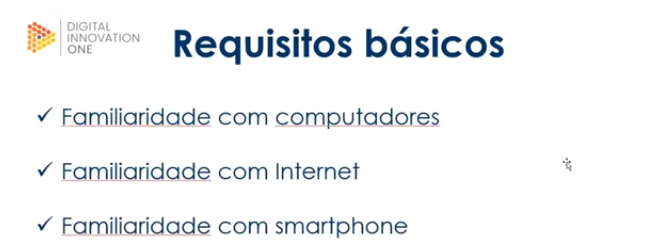 DIGITAL
INNOVATION
ONE
Requisitos básicos
✓ Familiaridade com computadores
✓ Familiaridade com Internet
✓ Familiaridade com smartphone